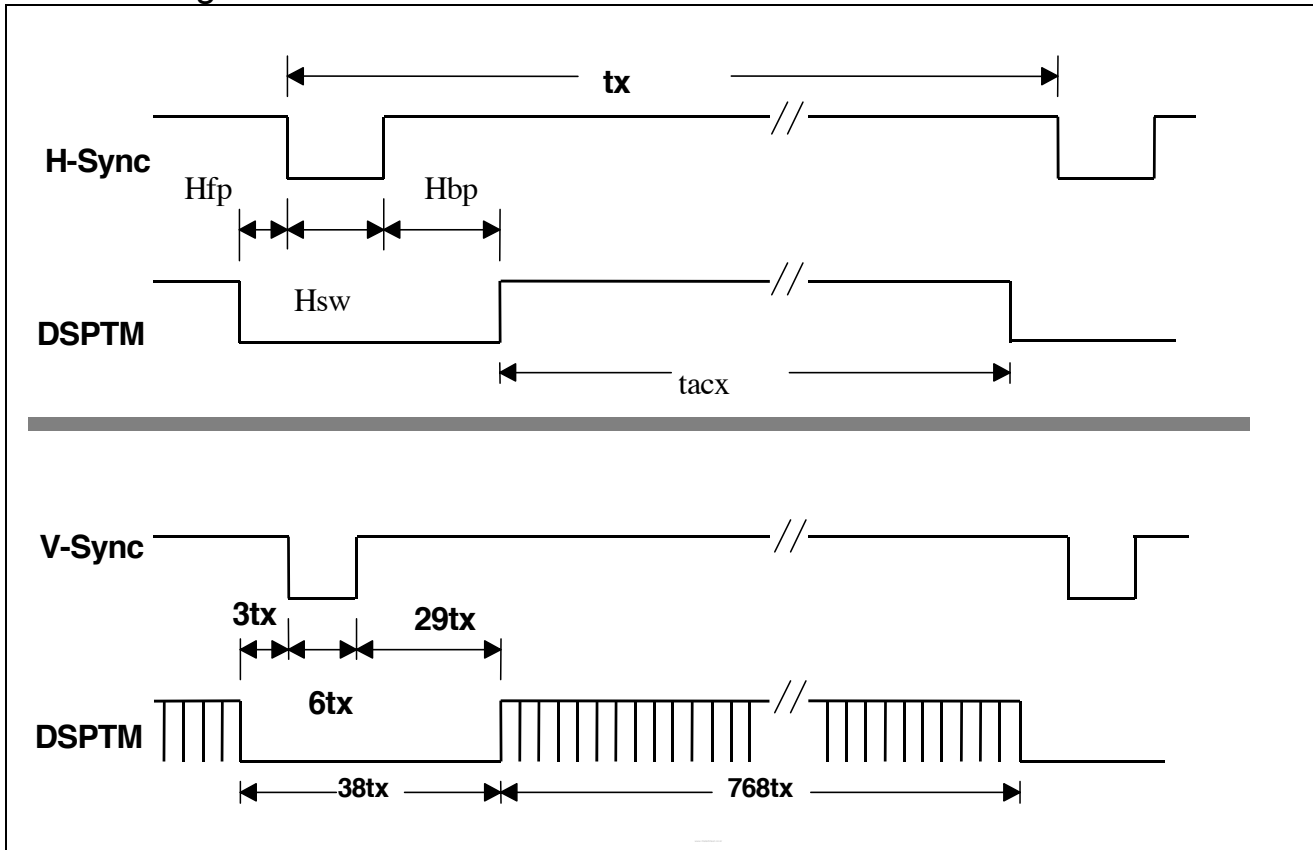 tx
H-Sync
Hfp
Hbp
Hsw
DSPTM
tacx
V-Sync
3tx
29tx
6tx
DSPTM
38tx
768tx